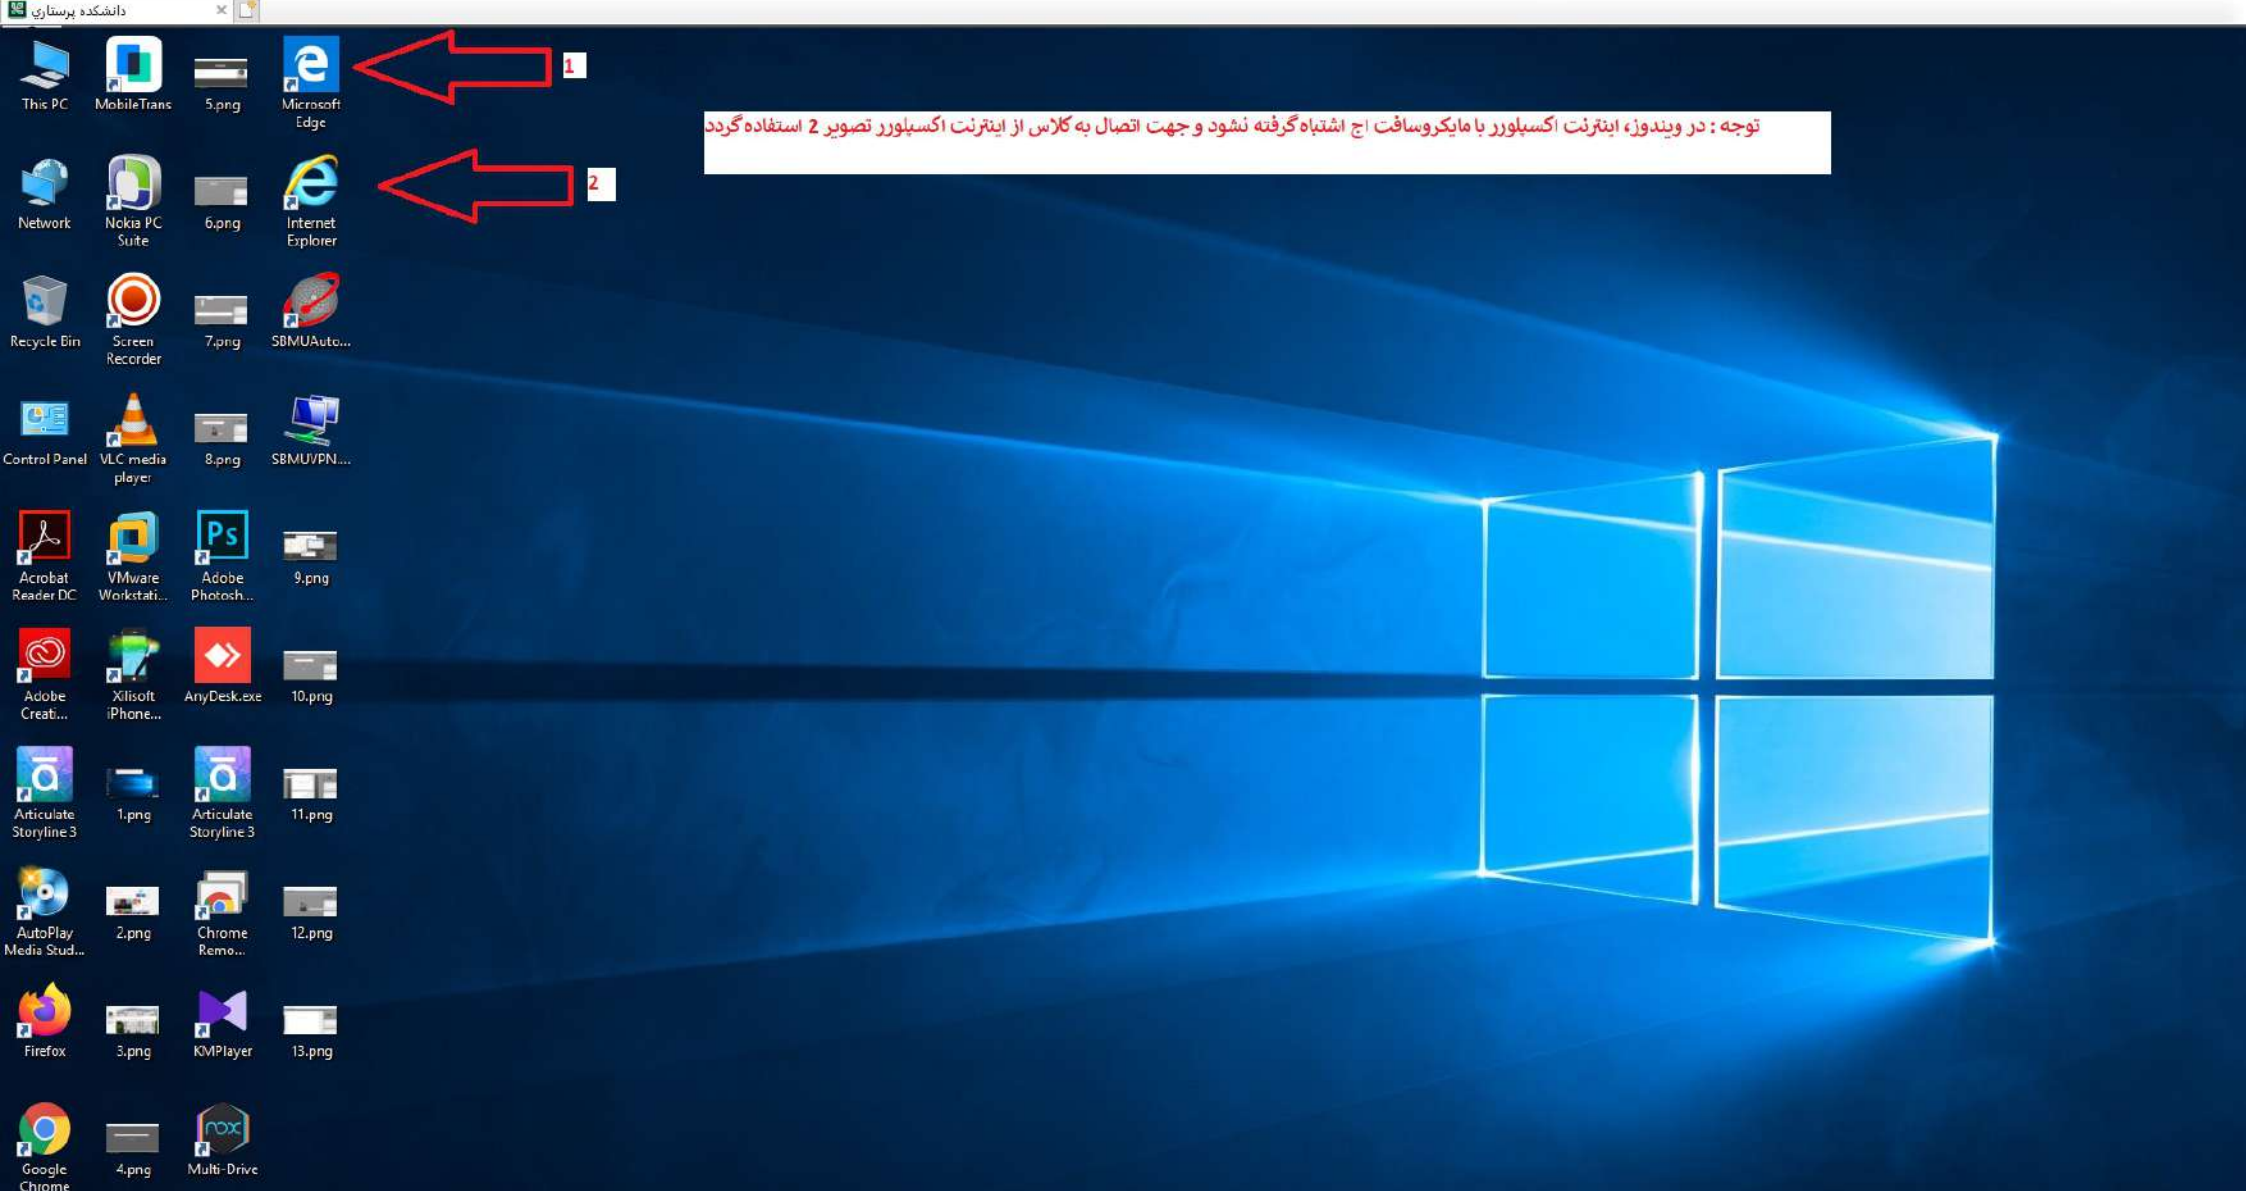 دانشکده پرستاري
1
توجه : در ویندوز، اینترنت اکسپلورر با مایکروسافت اج اشتباه گرفته نشود و جهت اتصال به کلاس از اینترنت اکسپلورر تصویر 2 استفاده گردد
2
This PC
MobileTrans
5.png
Microsoft
Edge
Network
Nokia PC
Suite
6.png
Internet
Explorer
Recycle Bin
Screen
Recorder
7.png
SBMUAuto...
Control Panel
VLC media
player
8.png
SBMUVPN....
Acrobat
Reader DC
VMware
Workstati...
Ps
Adobe
Photosh...
9.png
Adobe
Creati...
Xilisoft
iPhone...
AnyDesk.exe
10.png
Articulate
Storyline 3
1.png
Articulate
Storyline 3
11.png
AutoPlay
Media Stud...
2.png
Chrome
Remo...
12.png
Firefox
3.png
KMPlayer
13.png
Google
Chrome
4.png
nox
Multi-Drive